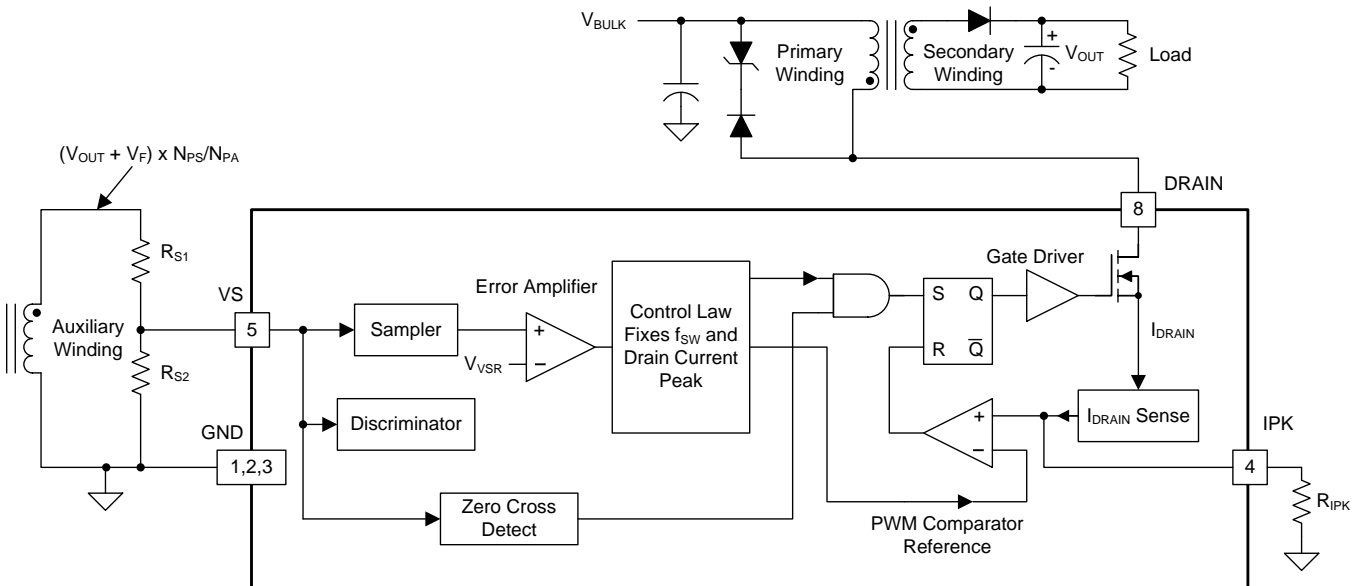 VBULK
Primary
Winding
Secondary
Winding
+
VOUT
-
Load
(VOUT + VF) x NPS/NPA
DRAIN
8
RS1
VS
5
Auxiliary
Winding
RS2
GND
1,2,3
Sampler
Error Amplifier
+
VVSR
−
Control Law
Fixes fSW and
Drain Current
Peak
Discriminator
Zero Cross
Detect
S Q
R Q̅
Gate Driver
IDRAIN
IDRAIN Sense
+
−
PWM Comparator
Reference
IPK
4
RIPK